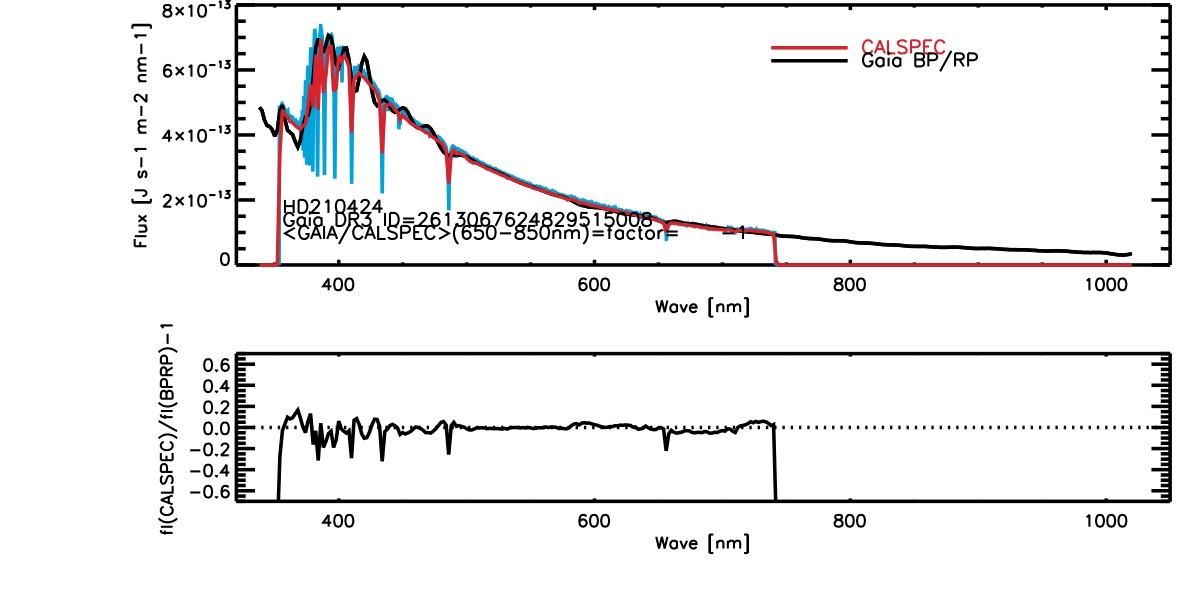 8×10−13
6×10−13
4×10−13
2×10−13
0
Flux [J s−1 m−2 nm−1]
CALSPEC
Gaia BP/RP
HD210424
Gaia DR3 ID=2613067624829515008
<GAIA/CALSPEC>(650−850nm)=factor= −1
400 600 800 1000
Wave [nm]
fl(CALSPEC)/fl(BPRP)−1
0.6
0.4
0.2
0.0
−0.2
−0.4
−0.6
400 600 800 1000
Wave [nm]